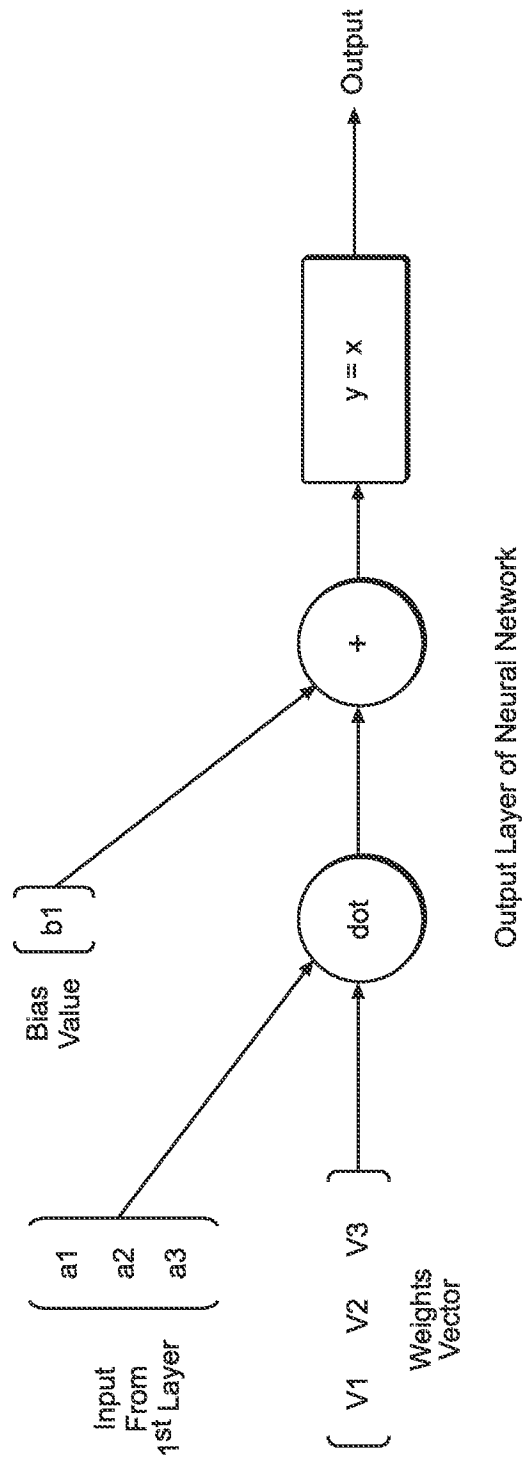 Input
From
1st Layer
a1
a2
a3
Bias
Value
b1
V1 V2 V3
Weights
Vector
dot
+
y = x
Output
Output Layer of Neural Network